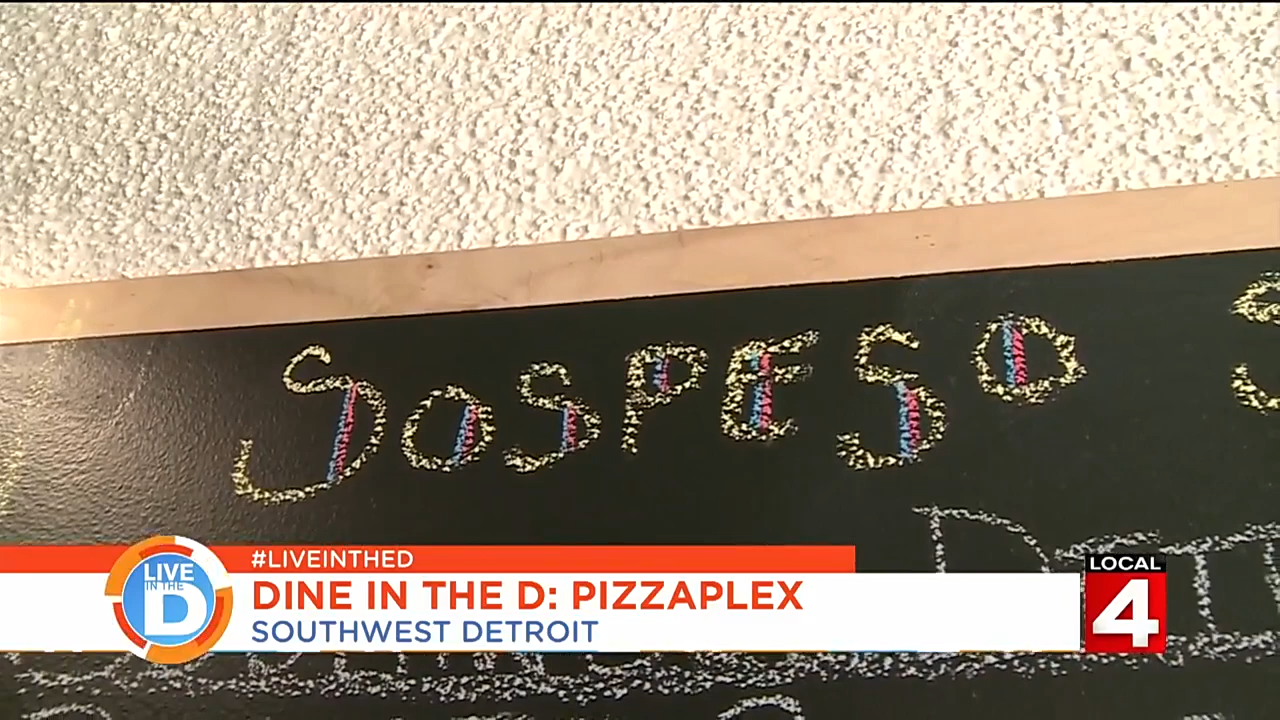 SOSPESO
#LIVEINTHED
LIVE
IN THE
D
DINE IN THE D: PIZZAPLEX
SOUTHWEST DETROIT
LOCAL
4